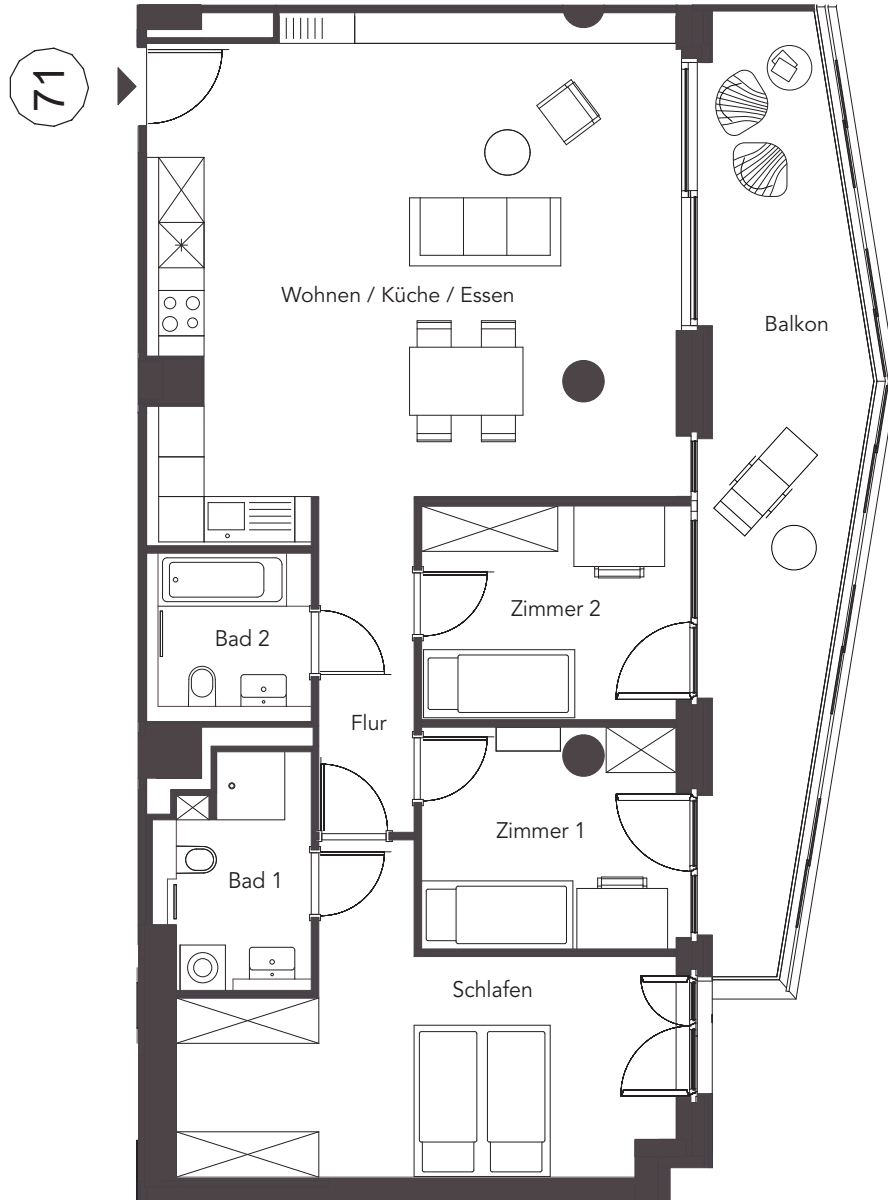 71
Wohnen / Küche / Essen
Balkon
Zimmer 2
Bad 2
Flur
Zimmer 1
Bad 1
Schlafen